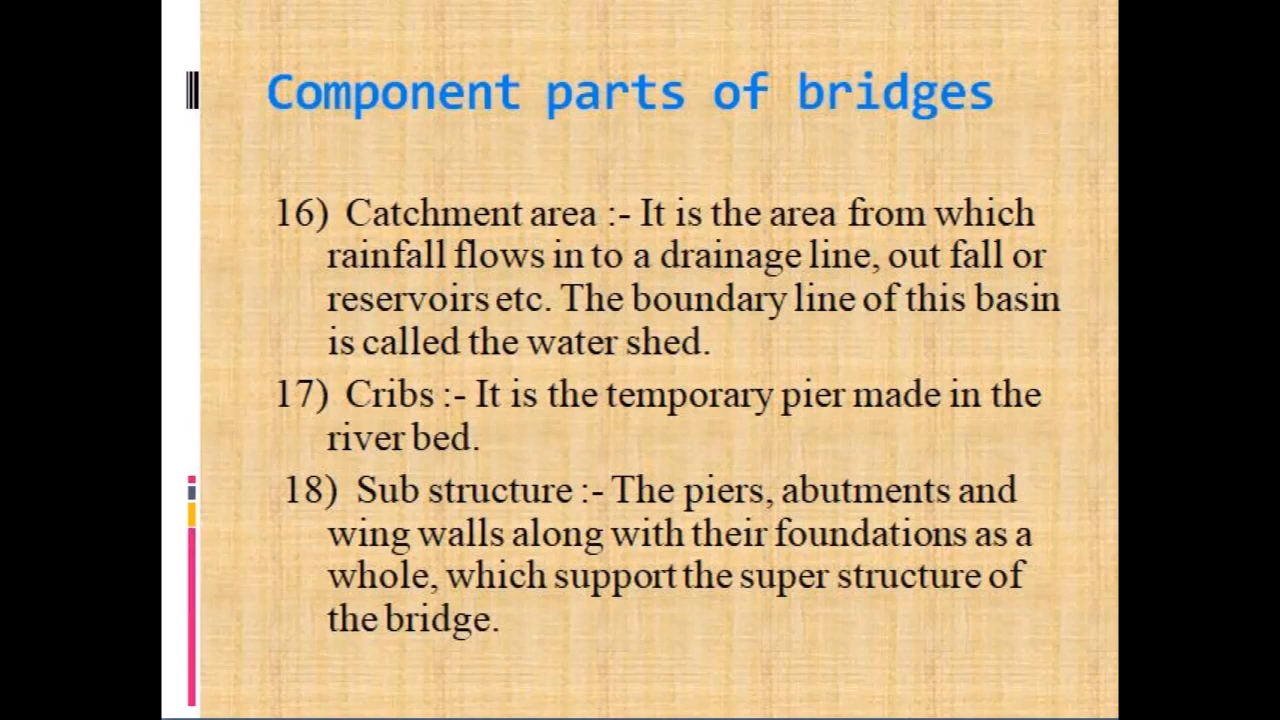 Component parts of bridges
16) Catchment area :- It is the area from which
rainfall flows in to a drainage line, out fall or
reservoirs etc. The boundary line of this basin
is called the water shed.
17) Cribs :- It is the temporary pier made in the
river bed.
18) Sub structure :- The piers, abutments and
wing walls along with their foundations as a
whole, which support the super structure of
the bridge.